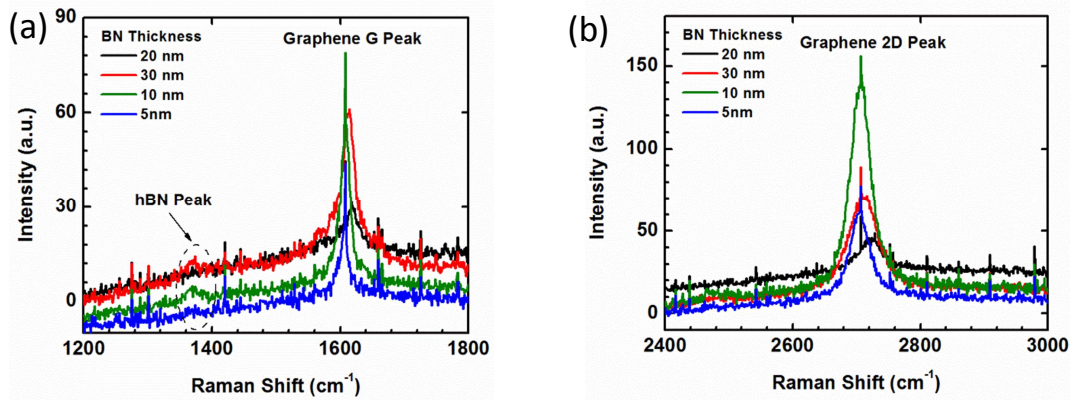 (a)
90
60
30
0
Intensity (a.u.)
BN Thickness
20 nm
30 nm
10 nm
5nm
Graphene G Peak
hBN Peak
1200 1400 1600 1800
Raman Shift (cm⁻¹)
(b)
150
100
50
0
Intensity (a.u.)
BN Thickness
20 nm
30 nm
10 nm
5nm
Graphene 2D Peak
2400 2600 2800 3000
Raman Shift (cm⁻¹)